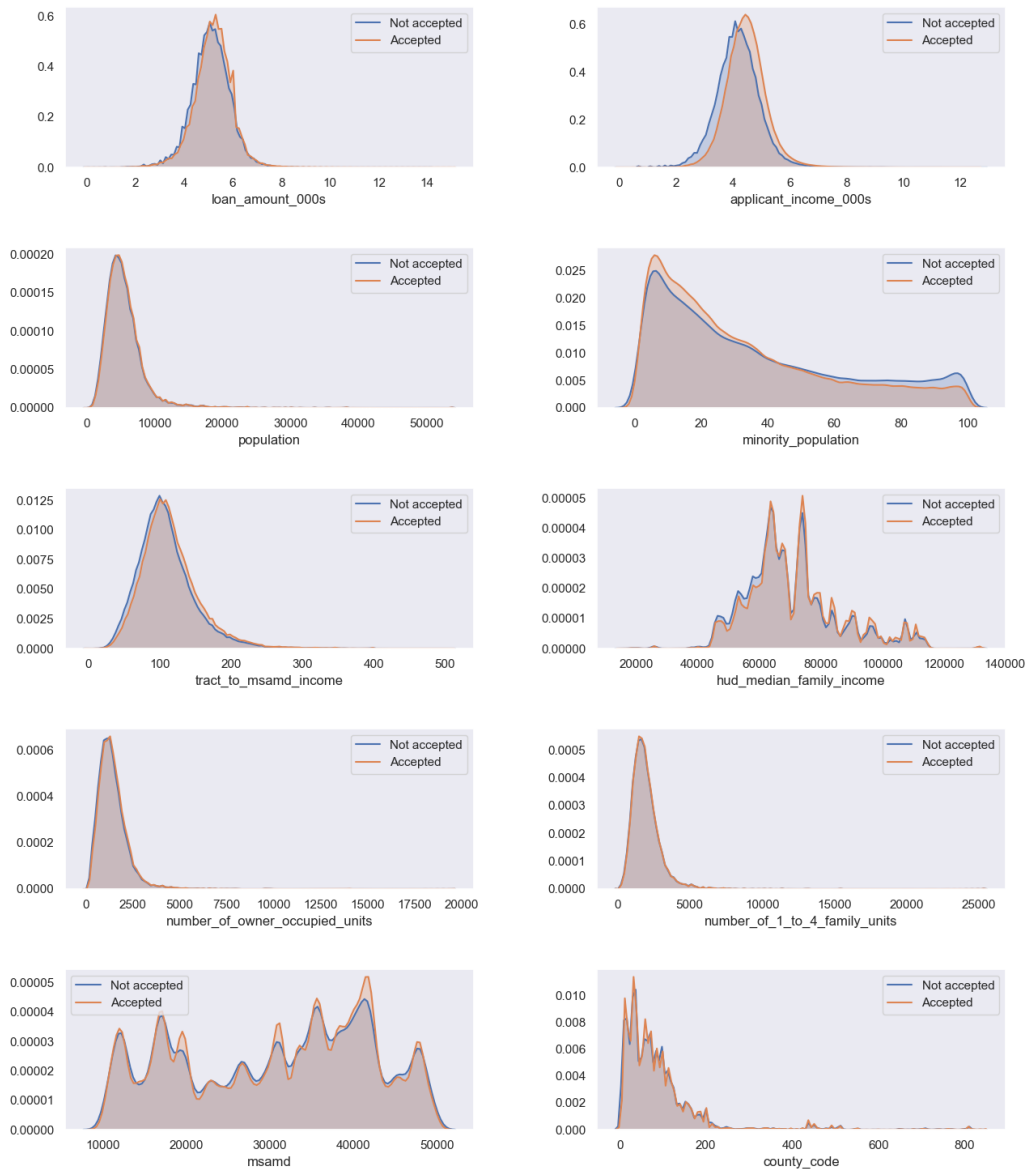 0.6
0.4
0.2
0.0
Not accepted
Accepted
0 2 4 6 8 10 12 14
loan_amount_000s
0.6
0.4
0.2
0.0
Not accepted
Accepted
0 2 4 6 8 10 12
applicant_income_000s
0.00020
0.00015
0.00010
0.00005
0.00000
Not accepted
Accepted
0 10000 20000 30000 40000 50000
population
0.025
0.020
0.015
0.010
0.005
0.000
Not accepted
Accepted
0 20 40 60 80 100
minority_population
0.0125
0.0100
0.0075
0.0050
0.0025
0.0000
Not accepted
Accepted
0 100 200 300 400 500
tract_to_msamd_income
0.00005
0.00004
0.00003
0.00002
0.00001
0.00000
Not accepted
Accepted
20000 40000 60000 80000 100000 120000 140000
hud_median_family_income
0.0006
0.0004
0.0002
0.0000
Not accepted
Accepted
0 2500 5000 7500 10000 12500 15000 17500 20000
number_of_owner_occupied_units
0.0005
0.0004
0.0003
0.0002
0.0001
0.0000
Not accepted
Accepted
0 5000 10000 15000 20000 25000
number_of_1_to_4_family_units
0.00005
0.00004
0.00003
0.00002
0.00001
0.00000
Not accepted
Accepted
10000 20000 30000 40000 50000
msamd
0.010
0.008
0.006
0.004
0.002
0.000
Not accepted
Accepted
0 200 400 600 800
county_code